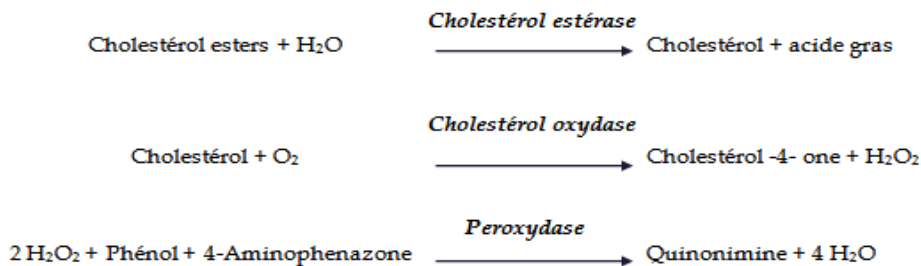 Cholestérol estérase
Cholestérol esters + H₂O → Cholestérol + acide gras
Cholestérol oxydase
Cholestérol + O₂ → Cholestérol -4- one + H₂O₂
Peroxydase
2 H₂O₂ + Phénol + 4-Aminophenazone → Quinonimine + 4 H₂O